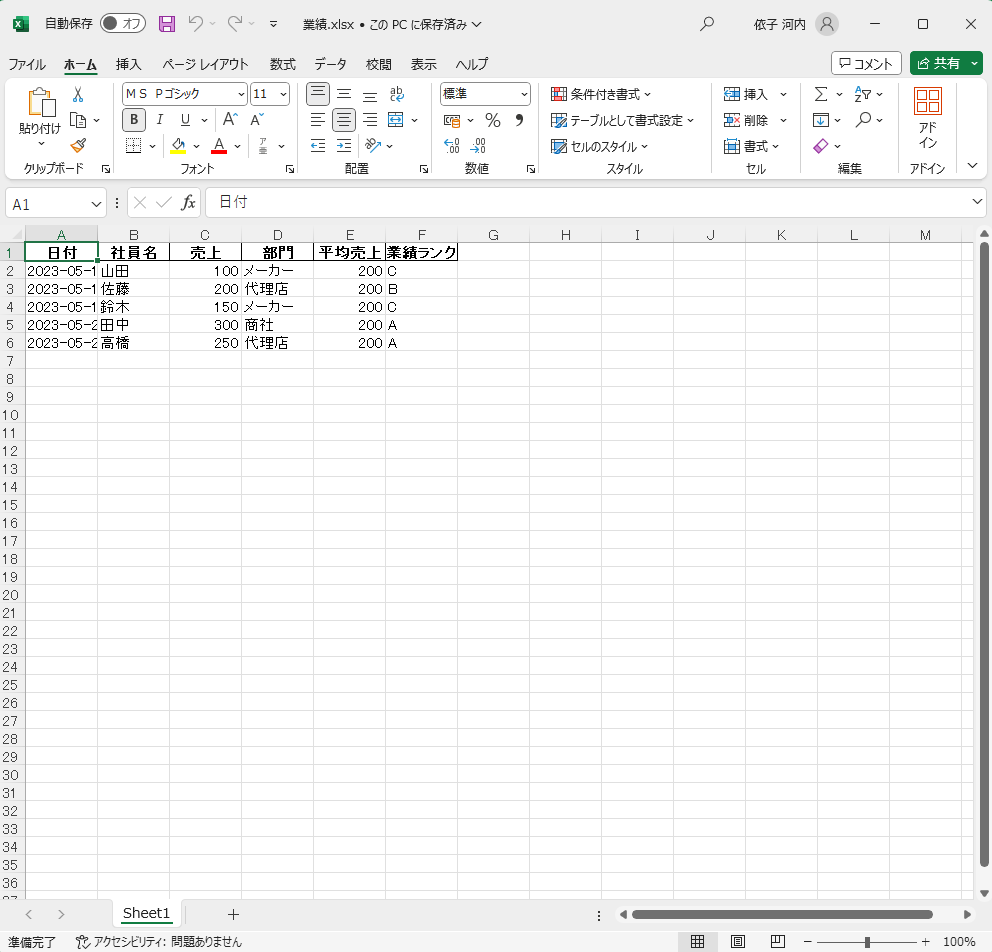 自動保存 オフ 業績.xlsx • この PC に保存済み 依子 河内
ファイル ホーム 挿入 ページ レイアウト 数式 データ 校閲 表示 ヘルプ コメント 共有
貼り付け
クリップボード
ＭＳ Ｐゴシック 11
B I U A A
ab
フォント
配置
標準
% 9
.00
.00
数値
条件付き書式
テーブルとして書式設定
セルのスタイル
スタイル
挿入
削除
書式
セル
Σ
編集
アド
イン
アドイン
A1 fx 日付
A B C D E F G H I J K L M
1 日付 社員名 売上 部門 平均売上 業績ランク
2 2023-05-1 山田 100 メーカー 200 C
3 2023-05-1 佐藤 200 代理店 200 B
4 2023-05-1 鈴木 150 メーカー 200 C
5 2023-05-2 田中 300 商社 200 A
6 2023-05-2 高橋 250 代理店 200 A
7
8
9
10
11
12
13
14
15
16
17
18
19
20
21
22
23
24
25
26
27
28
29
30
31
32
33
34
35
36
37
Sheet1 +
準備完了 アクセシビリティ: 問題ありません − + 100%